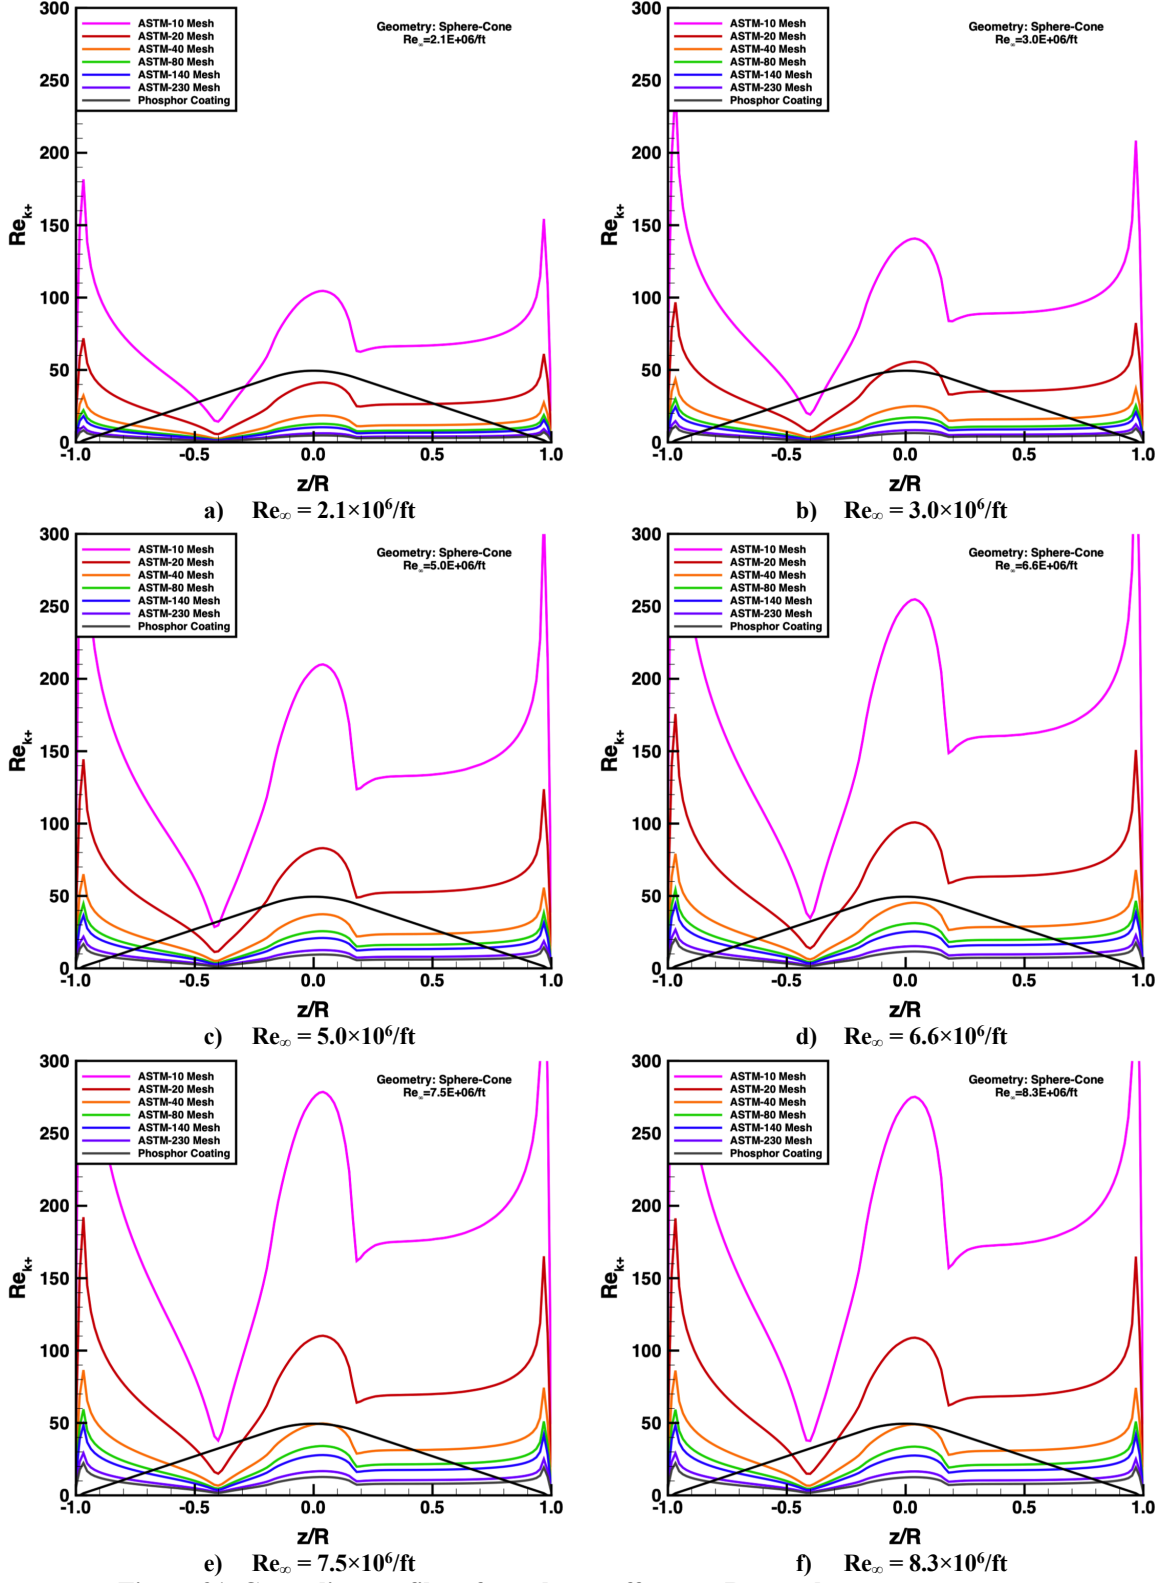 300
250
200
150
100
50
0
Re k+
ASTM-10 Mesh
ASTM-20 Mesh
ASTM-40 Mesh
ASTM-80 Mesh
ASTM-140 Mesh
ASTM-230 Mesh
Phosphor Coating
Geometry: Sphere-Cone
Re∞=2.1E+06/ft
-1.0 -0.5 0.0 0.5 1.0
z/R
a) Re∞ = 2.1×10⁶/ft
300
250
200
150
100
50
0
Re k+
ASTM-10 Mesh
ASTM-20 Mesh
ASTM-40 Mesh
ASTM-80 Mesh
ASTM-140 Mesh
ASTM-230 Mesh
Phosphor Coating
Geometry: Sphere-Cone
Re∞=3.0E+06/ft
-1.0 -0.5 0.0 0.5 1.0
z/R
b) Re∞ = 3.0×10⁶/ft
300
250
200
150
100
50
0
Re k+
ASTM-10 Mesh
ASTM-20 Mesh
ASTM-40 Mesh
ASTM-80 Mesh
ASTM-140 Mesh
ASTM-230 Mesh
Phosphor Coating
Geometry: Sphere-Cone
Re∞=5.0E+06/ft
-1.0 -0.5 0.0 0.5 1.0
z/R
c) Re∞ = 5.0×10⁶/ft
300
250
200
150
100
50
0
Re k+
ASTM-10 Mesh
ASTM-20 Mesh
ASTM-40 Mesh
ASTM-80 Mesh
ASTM-140 Mesh
ASTM-230 Mesh
Phosphor Coating
Geometry: Sphere-Cone
Re∞=6.6E+06/ft
-1.0 -0.5 0.0 0.5 1.0
z/R
d) Re∞ = 6.6×10⁶/ft
300
250
200
150
100
50
0
Re k+
ASTM-10 Mesh
ASTM-20 Mesh
ASTM-40 Mesh
ASTM-80 Mesh
ASTM-140 Mesh
ASTM-230 Mesh
Phosphor Coating
Geometry: Sphere-Cone
Re∞=7.5E+06/ft
-1.0 -0.5 0.0 0.5 1.0
z/R
e) Re∞ = 7.5×10⁶/ft
300
250
200
150
100
50
0
Re k+
ASTM-10 Mesh
ASTM-20 Mesh
ASTM-40 Mesh
ASTM-80 Mesh
ASTM-140 Mesh
ASTM-230 Mesh
Phosphor Coating
Geometry: Sphere-Cone
Re∞=8.3E+06/ft
-1.0 -0.5 0.0 0.5 1.0
z/R
f) Re∞ = 8.3×10⁶/ft